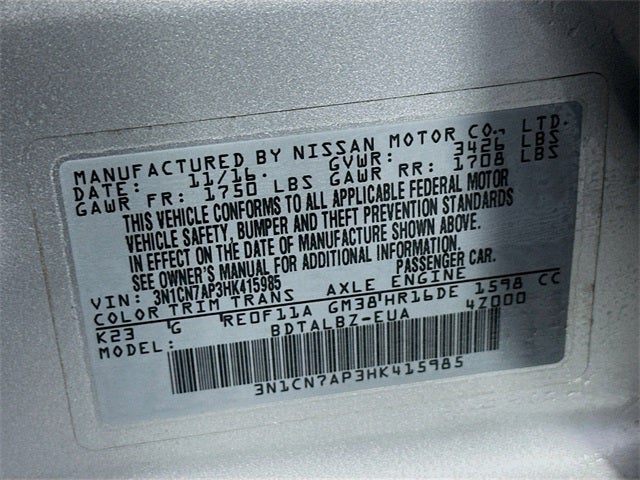 MANUFACTURED BY NISSAN MOTOR CO., LTD.
DATE: 11/16. GVWR: 3426 LBS
GAWR FR: 1750 LBS GAWR RR: 1708 LBS
THIS VEHICLE CONFORMS TO ALL APPLICABLE FEDERAL MOTOR
VEHICLE SAFETY, BUMPER AND THEFT PREVENTION STANDARDS
IN EFFECT ON THE DATE OF MANUFACTURE SHOWN ABOVE.
SEE OWNER'S MANUAL FOR ADDITIONAL INFORMATION.
VIN: 3N1CN7AP3HK415985 PASSENGER CAR.
COLOR TRIM TRANS AXLE ENGINE
K23 G RE0F11A GM38 HR16DE 1598 CC
MODEL: BDTALBZ-EUA 4Z000
3N1CN7AP3HK415985